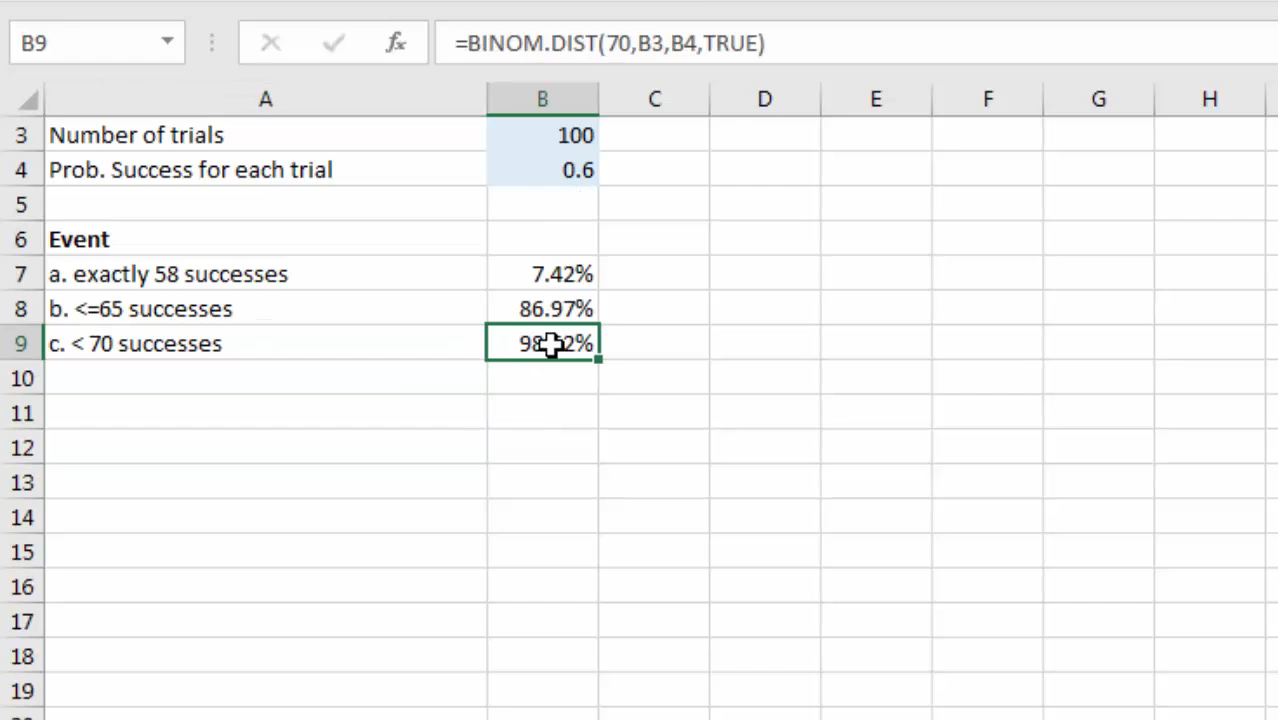 B9 fx =BINOM.DIST(70,B3,B4,TRUE)
A B C D E F G H
3 Number of trials 100
4 Prob. Success for each trial 0.6
5
6 Event
7 a. exactly 58 successes 7.42%
8 b. <=65 successes 86.97%
9 c. < 70 successes
10
11
12
13
14
15
16
17
18
19